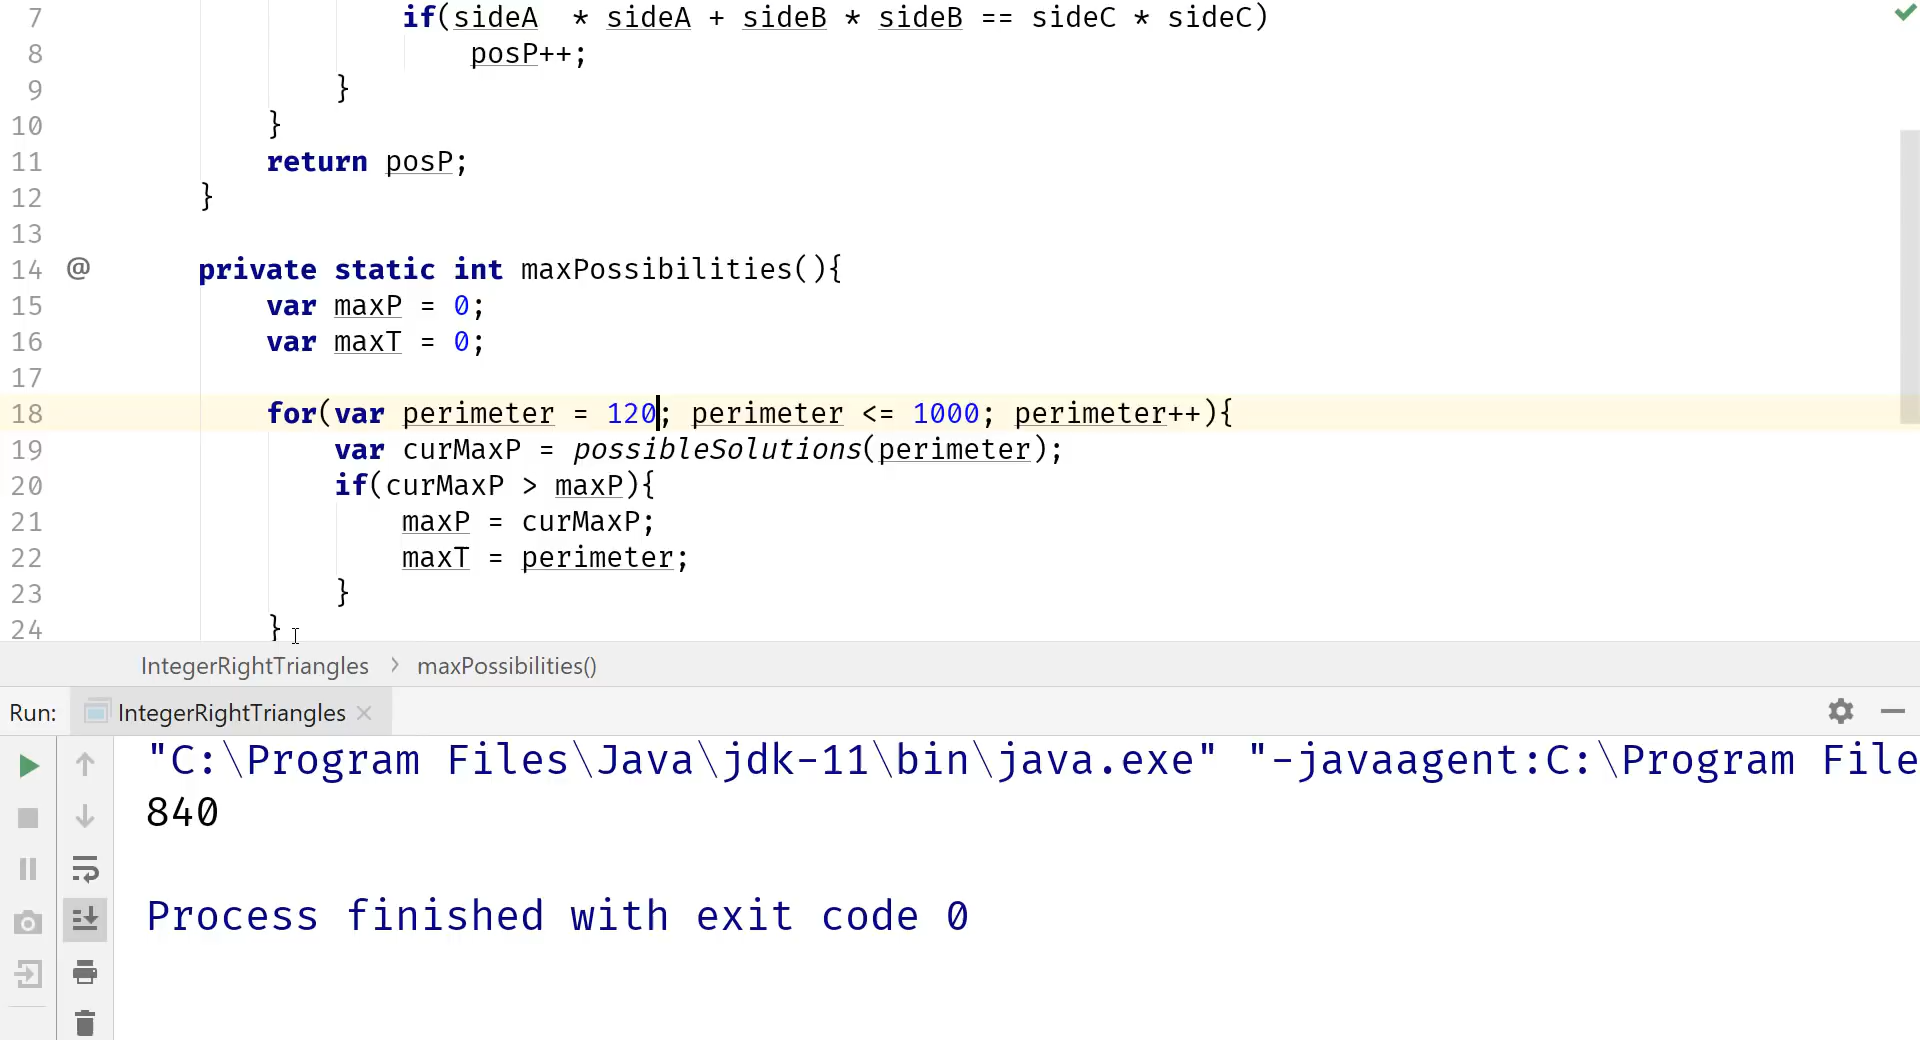 7 if(sideA * sideA + sideB * sideB == sideC * sideC)
8 posP++;
9 }
10 }
11 return posP;
12 }
13
14 @ private static int maxPossibilities(){
15 var maxP = 0;
16 var maxT = 0;
17
18 for(var perimeter = 120; perimeter <= 1000; perimeter++){
19 var curMaxP = possibleSolutions(perimeter);
20 if(curMaxP > maxP){
21 maxP = curMaxP;
22 maxT = perimeter;
23 }
24 }
IntegerRightTriangles > maxPossibilities()
Run: IntegerRightTriangles ×
"C:\Program Files\Java\jdk-11\bin\java.exe" "-javaagent:C:\Program File
840
Process finished with exit code 0